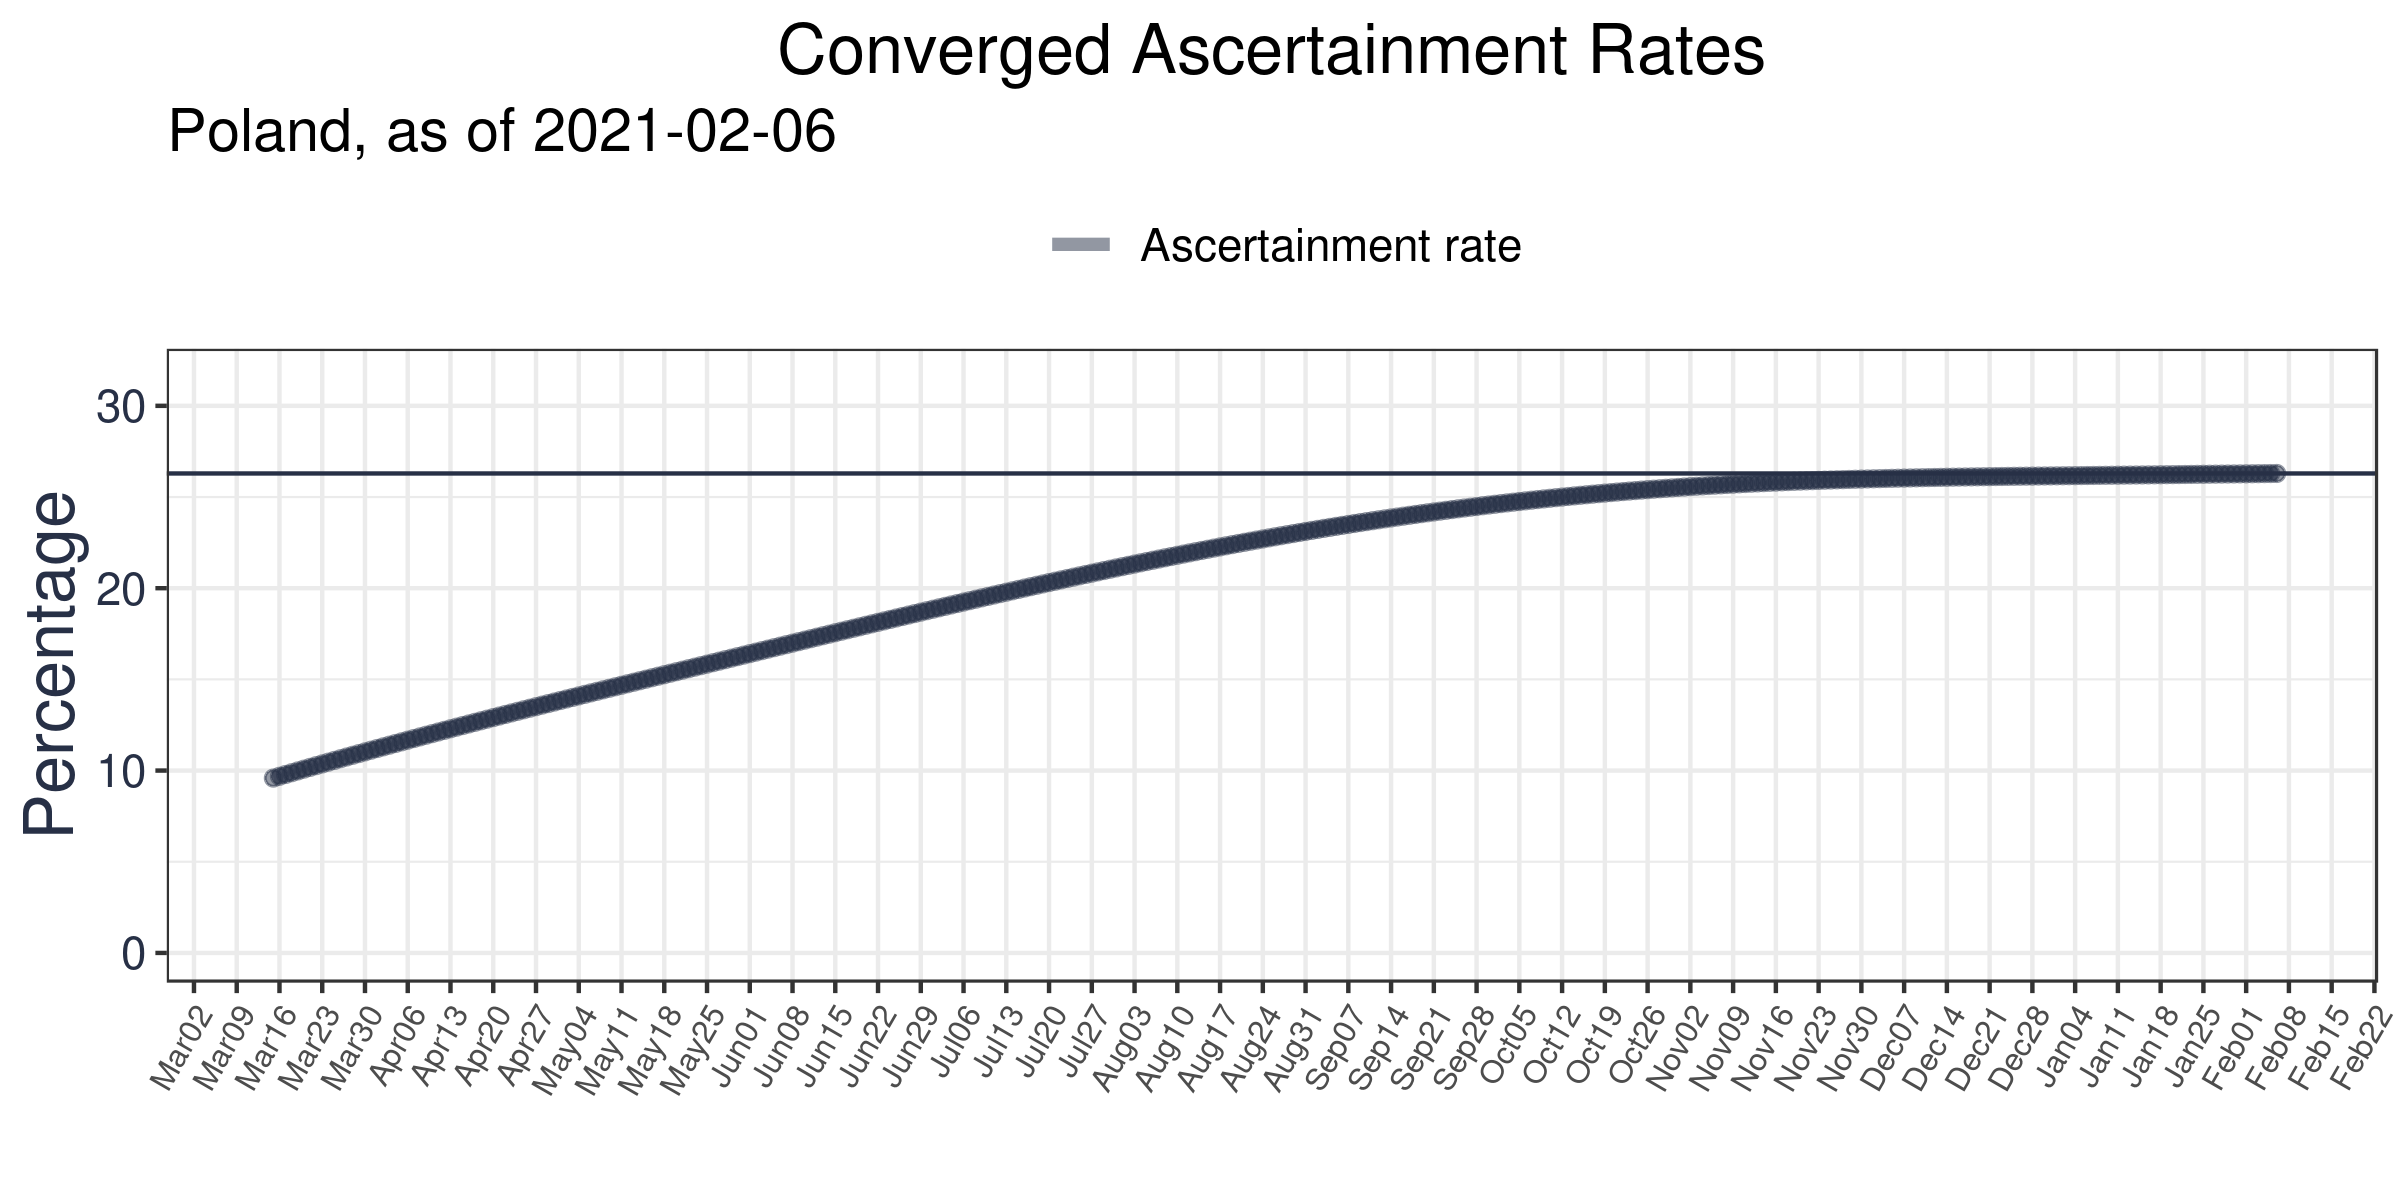 Converged Ascertainment Rates
Poland, as of 2021-02-06
Ascertainment rate
Percentage
30
20
10
0
Mar02 Mar09 Mar16 Mar23 Mar30 Apr06 Apr13 Apr20 Apr27 May04 May11 May18 May25 Jun01 Jun08 Jun15 Jun22 Jun29 Jul06 Jul13 Jul20 Jul27 Aug03 Aug10 Aug17 Aug24 Aug31 Sep07 Sep14 Sep21 Sep28 Oct05 Oct12 Oct19 Oct26 Nov02 Nov09 Nov16 Nov23 Nov30 Dec07 Dec14 Dec21 Dec28 Jan04 Jan11 Jan18 Jan25 Feb01 Feb08 Feb15 Feb22